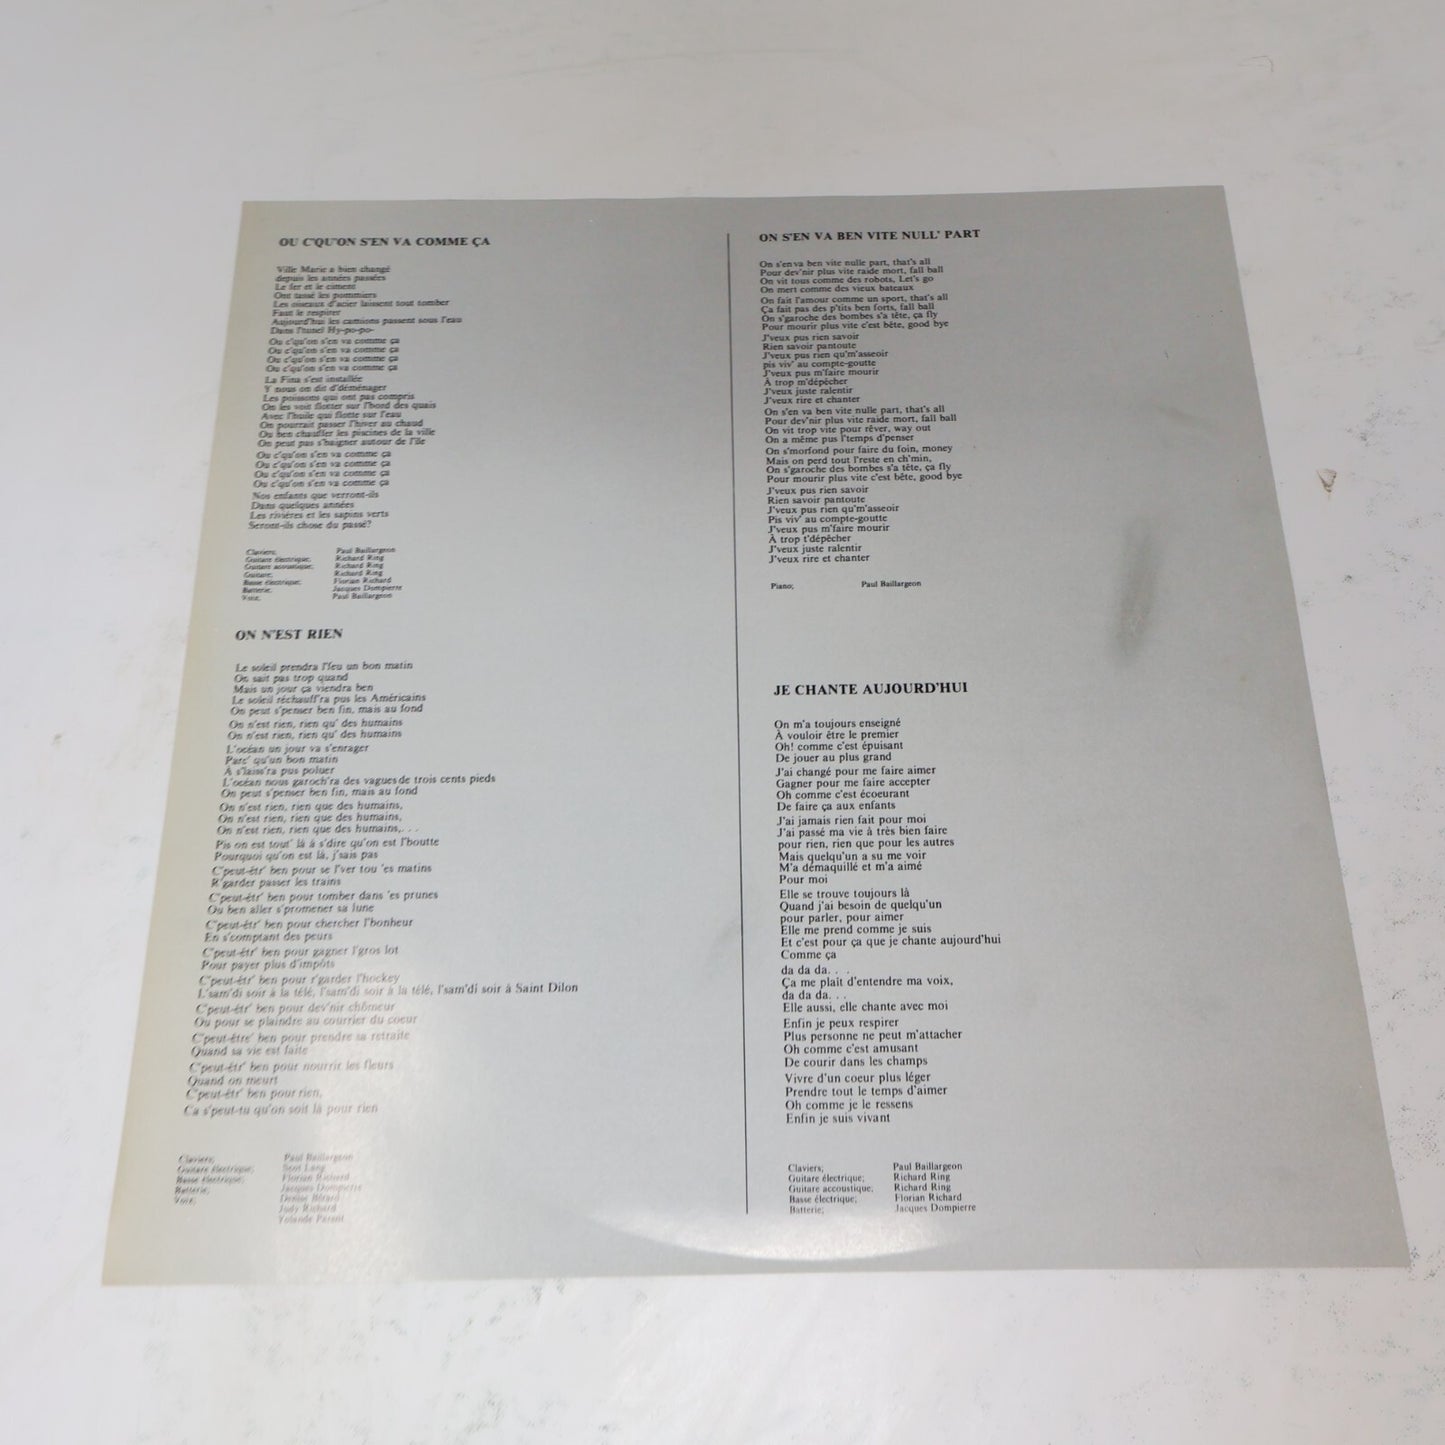 OU C'QU'ON S'EN VA COMME ÇA
Ville Marie a bien changé
depuis les années passées
Le fer et le ciment
Ont tassé les pommiers
Les oiseaux d'acier laissent tout tomber
Faut le respirer
Aujourd'hui les camions passent sous l'eau
Dans l'tunel Hy-po-po-
Ou c'qu'on s'en va comme ça
Ou c'qu'on s'en va comme ça
Ou c'qu'on s'en va comme ça
Ou c'qu'on s'en va comme ça
La Fina s'est installée
Y nous on dit d'déménager
Les poissons qui ont pas compris
On les voit flotter sur l'bord des quais
Avec l'huile qui flotte sur l'eau
On pourrait passer l'hiver au chaud
Ou ben chauffer les piscines de la ville
On peut pas s'baigner autour de l'île
Ou c'qu'on s'en va comme ça
Ou c'qu'on s'en va comme ça
Ou c'qu'on s'en va comme ça
Ou c'qu'on s'en va comme ça
Nos enfants que verront-ils
Dans quelques années
Les rivières et les sapins verts
Seront-ils chose du passé?
Claviers; Paul Baillargeon
Guitare électrique; Richard Ring
Guitare accoustique; Richard Ring
Guitare; Richard Ring
Basse électrique; Florian Richard
Batterie; Jacques Dompierre
Voix; Paul Baillargeon
ON N'EST RIEN
Le soleil prendra l'feu un bon matin
On sait pas trop quand
Mais un jour ça viendra ben
Le soleil réchauff'ra pus les Américains
On peut s'penser ben fin, mais au fond
On n'est rien, rien qu' des humains
On n'est rien, rien qu' des humains
L'océan un jour va s'enrager
Parc' qu'un bon matin
A s'laiss'ra pus poluer
L'océan nous garoch'ra des vagues de trois cents pieds
On peut s'penser ben fin, mais au fond
On n'est rien, rien que des humains,
On n'est rien, rien que des humains,
On n'est rien, rien que des humains,. . .
Pis on est tout' là à s'dire qu'on est l'boutte
Pourquoi qu'on est là, j'sais pas
C'peut-êtr' ben pour se l'ver tou 'es matins
R'garder passer les trains
C'peut-êtr' ben pour tomber dans 'es prunes
Ou ben aller s'promener sa lune
C'peut-êtr' ben pour chercher l'bonheur
En s'comptant des peurs
C'peut-êtr' ben pour gagner l'gros lot
Pour payer plus d'impôts
C'peut-êtr' ben pour r'garder l'hockey
L'sam'di soir à la télé, l'sam'di soir à la télé, l'sam'di soir à Saint Dilon
C'peut-êtr' ben pour dev'nir chômeur
Ou pour se plaindre au courrier du coeur
C'peut-être' ben pour prendre sa retraite
Quand sa vie est faite
C'peut-êtr' ben pour nourrir les fleurs
Quand on meurt
C'peut-êtr' ben pour rien,
Ca s'peut-tu qu'on soit là pour rien
Claviers; Paul Baillargeon
Guitare électrique; Scot Lang
Basse électrique; Florian Richard
Batterie; Jacques Dompierre
Voix; Denise Bérard
Judy Richard
Yolande Parent
ON S'EN VA BEN VITE NULL' PART
On s'en va ben vite nulle part, that's all
Pour dev'nir plus vite raide mort, fall ball
On vit tous comme des robots, Let's go
On mert comme des vieux bateaux
On fait l'amour comme un sport, that's all
Ça fait pas des p'tits ben forts, fall ball
On s'garoche des bombes s'a tête, ça fly
Pour mourir plus vite c'est bête, good bye
J'veux pus rien savoir
Rien savoir pantoute
J'veux pus rien qu'm'asseoir
pis viv' au compte-goutte
J'veux pus m'faire mourir
À trop m'dépêcher
J'veux juste ralentir
J'veux rire et chanter
On s'en va ben vite nulle part, that's all
Pour dev'nir plus vite raide mort, fall ball
On vit trop vite pour rêver, way out
On a même pus l'temps d'penser
On s'morfond pour faire du foin, money
Mais on perd tout l'reste en ch'min,
On s'garoche des bombes s'a tête, ça fly
Pour mourir plus vite c'est bête, good bye
J'veux pus rien savoir
Rien savoir pantoute
J'veux pus rien qu'm'asseoir
Pis viv' au compte-goutte
J'veux pus m'faire mourir
À trop t'dépêcher
J'veux juste ralentir
J'veux rire et chanter
Piano; Paul Baillargeon
JE CHANTE AUJOURD'HUI
On m'a toujours enseigné
À vouloir être le premier
Oh! comme c'est épuisant
De jouer au plus grand
J'ai changé pour me faire aimer
Gagner pour me faire accepter
Oh comme c'est écoeurant
De faire ça aux enfants
J'ai jamais rien fait pour moi
J'ai passé ma vie à très bien faire
pour rien, rien que pour les autres
Mais quelqu'un a su me voir
M'a démaquillé et m'a aimé
Pour moi
Elle se trouve toujours là
Quand j'ai besoin de quelqu'un
pour parler, pour aimer
Elle me prend comme je suis
Et c'est pour ça que je chante aujourd'hui
Comme ça
da da da. . .
Ça me plaît d'entendre ma voix,
da da da. . .
Elle aussi, elle chante avec moi
Enfin je peux respirer
Plus personne ne peut m'attacher
Oh comme c'est amusant
De courir dans les champs
Vivre d'un coeur plus léger
Prendre tout le temps d'aimer
Oh comme je le ressens
Enfin je suis vivant
Claviers; Paul Baillargeon
Guitare électrique; Richard Ring
Guitare accoustique; Richard Ring
Basse électrique; Florian Richard
Batterie; Jacques Dompierre